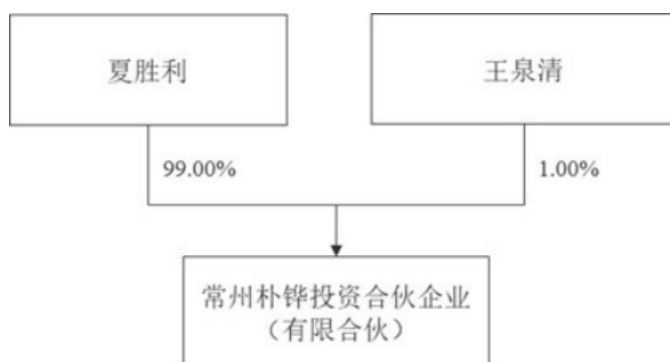 夏胜利
王泉清
99.00%
1.00%
常州朴铧投资合伙企业
（有限合伙）